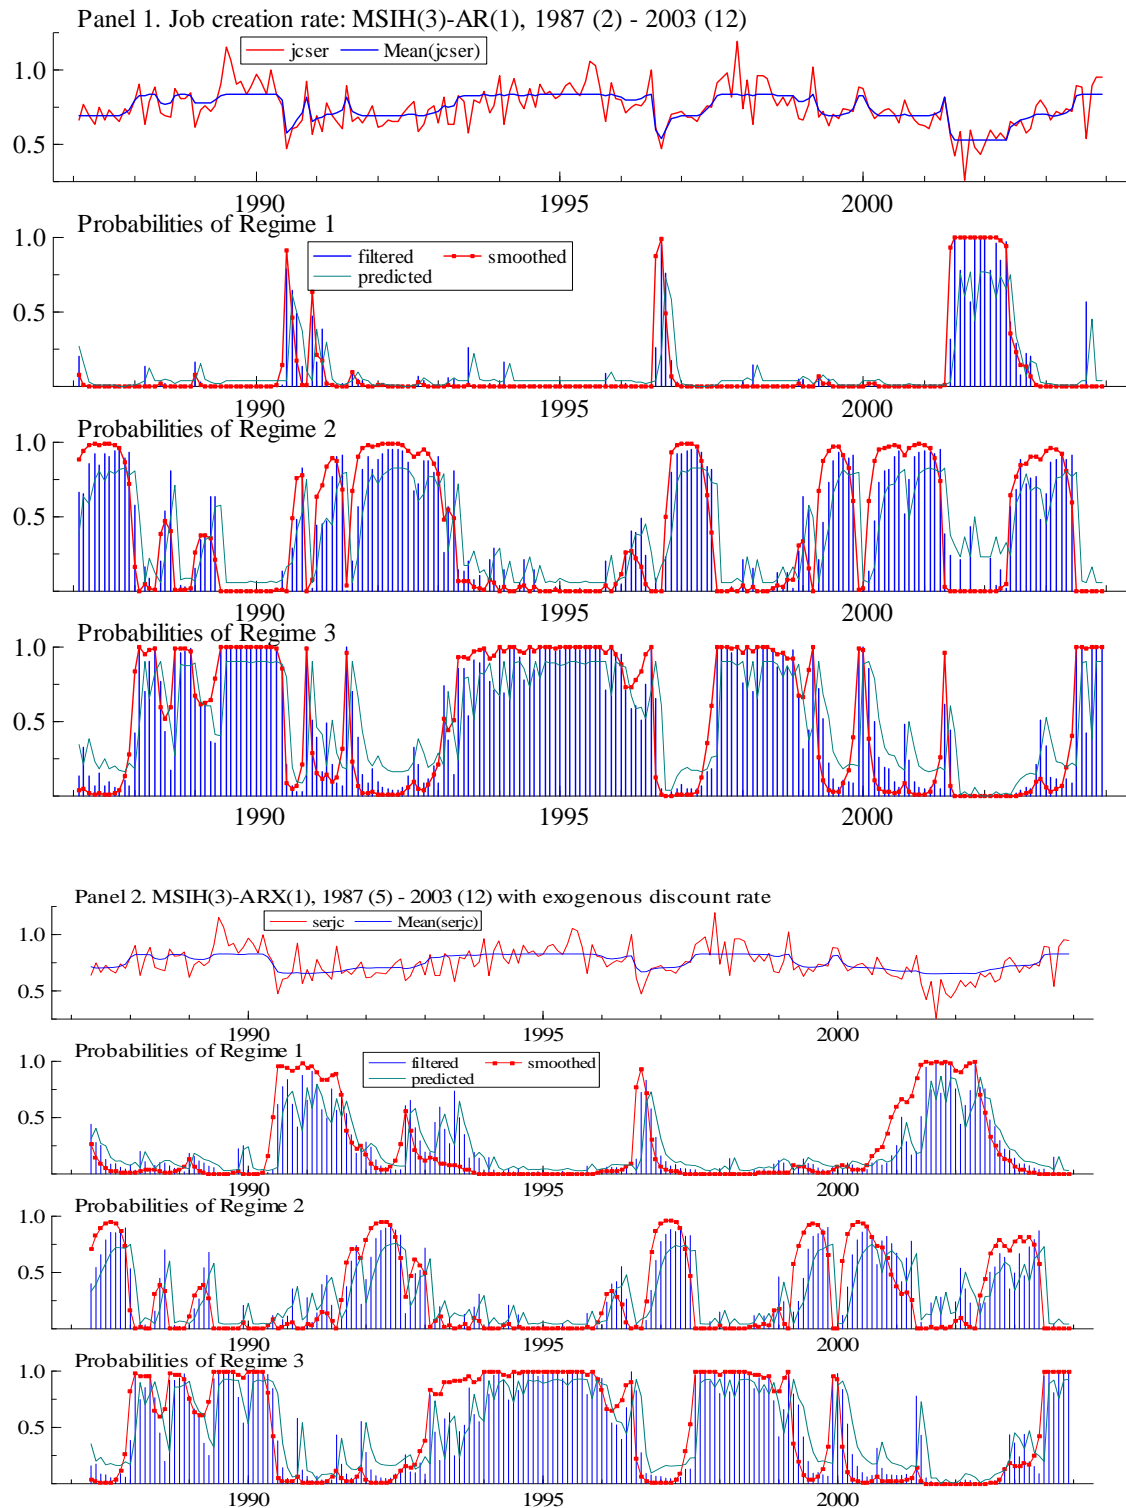 Panel 1. Job creation rate: MSIH(3)-AR(1), 1987 (2) - 2003 (12)
jcser Mean(jcser)
1.0
0.5
1990 1995 2000
Probabilities of Regime 1
1.0
filtered smoothed
predicted
0.5
1990 1995 2000
Probabilities of Regime 2
1.0
0.5
1990 1995 2000
Probabilities of Regime 3
1.0
0.5
1990 1995 2000
Panel 2. MSIH(3)-ARX(1), 1987 (5) - 2003 (12) with exogenous discount rate
serjc Mean(serjc)
1.0
0.5
1990 1995 2000
Probabilities of Regime 1
1.0
filtered smoothed
predicted
0.5
1990 1995 2000
Probabilities of Regime 2
1.0
0.5
1990 1995 2000
Probabilities of Regime 3
1.0
0.5
1990 1995 2000